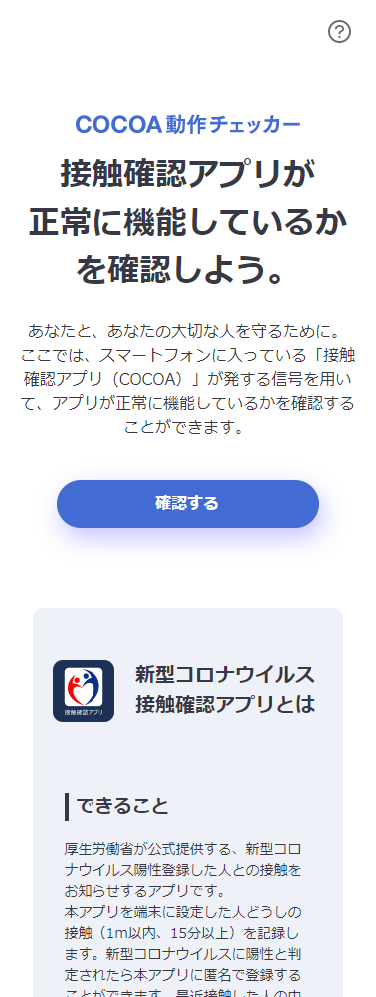 COCOA 動作チェッカー
接触確認アプリが
正常に機能しているか
を確認しよう。
あなたと、あなたの大切な人を守るために。
ここでは、スマートフォンに入っている「接触
確認アプリ（COCOA）」が発する信号を用い
て、アプリが正常に機能しているかを確認する
ことができます。
確認する
接触確認アプリ
新型コロナウイルス
接触確認アプリとは
できること
厚生労働省が公式提供する、新型コロ
ナウイルス陽性登録した人との接触を
お知らせするアプリです。
本アプリを端末に設定した人どうしの
接触（1m以内、15分以上）を記録し
ます。新型コロナウイルスに陽性と判
定されたら本アプリに匿名で登録する
ことができます。最近接触した人の中